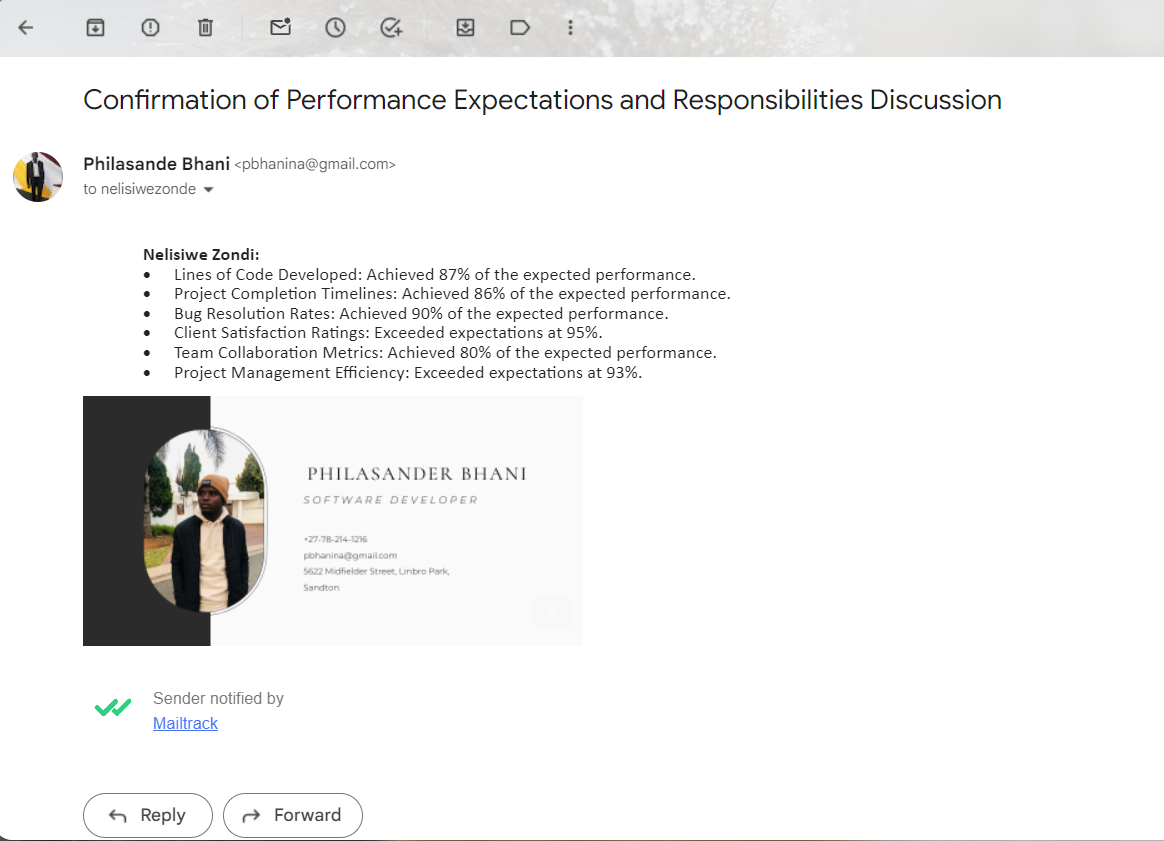 Confirmation of Performance Expectations and Responsibilities Discussion
Philasande Bhani <pbhanina@gmail.com>
to nelisiwezonde
Nelisiwe Zondi:
• Lines of Code Developed: Achieved 87% of the expected performance.
• Project Completion Timelines: Achieved 86% of the expected performance.
• Bug Resolution Rates: Achieved 90% of the expected performance.
• Client Satisfaction Ratings: Exceeded expectations at 95%.
• Team Collaboration Metrics: Achieved 80% of the expected performance.
• Project Management Efficiency: Exceeded expectations at 93%.
PHILASANDER BHANI
SOFTWARE DEVELOPER
+27-78-214-1216
pbhanina@gmail.com
5622 Midfielder Street, Linbro Park,
Sandton
Sender notified by
Mailtrack
Reply
Forward